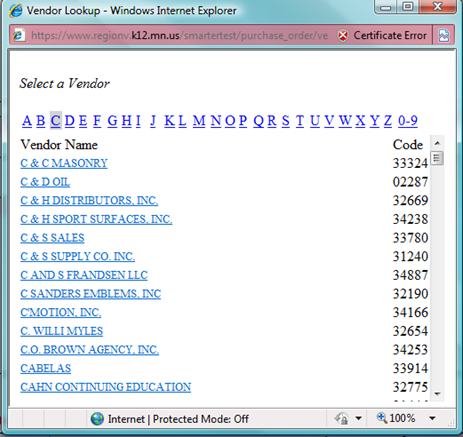 Vendor Lookup - Windows Internet Explorer
https://www.regionv.k12.mn.us/smartertest/purchase_order/ve Certificate Error
Select a Vendor
A B C D E F G H I J K L M N O P Q R S T U V W X Y Z 0-9
Vendor Name Code
C & C MASONRY 33324
C & D OIL 02287
C & H DISTRIBUTORS, INC. 32669
C & H SPORT SURFACES, INC. 34238
C & S SALES 33780
C & S SUPPLY CO. INC. 31240
C AND S FRANDSEN LLC 34887
C SANDERS EMBLEMS, INC 32190
C'MOTION, INC. 34166
C. WILLI MYLES 32654
C.O. BROWN AGENCY, INC. 34253
CABELAS 33914
CAHN CONTINUING EDUCATION 32775
Internet | Protected Mode: Off 100%